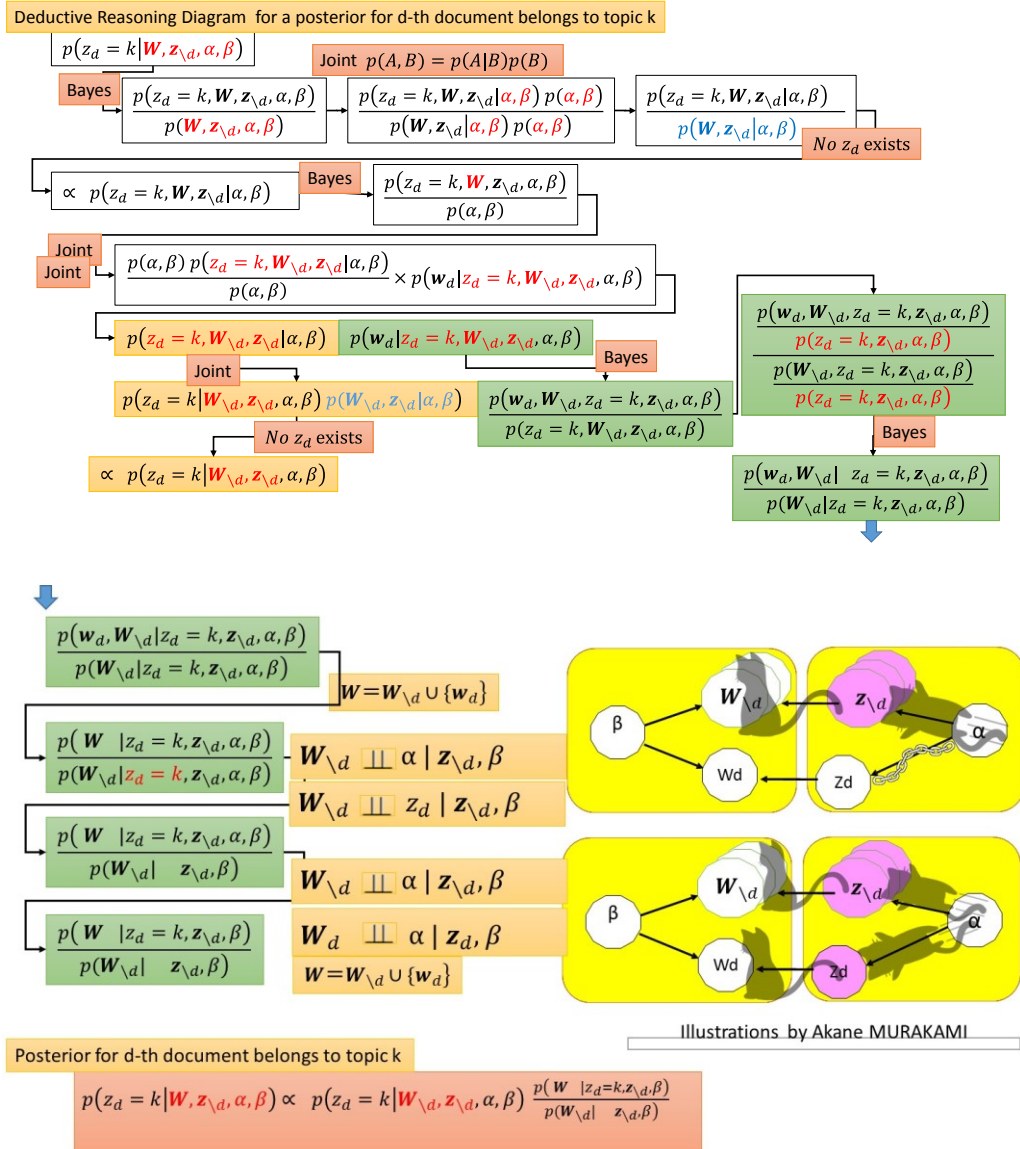 Deductive Reasoning Diagram for a posterior for d-th document belongs to topic k
p(z_d = k|W, z_\d, α, β)
Joint p(A, B) = p(A|B)p(B)
Bayes
p(z_d = k, W, z_\d, α, β)
p(W, z_\d, α, β)
p(z_d = k, W, z_\d|α, β) p(α, β)
p(W, z_\d|α, β) p(α, β)
p(z_d = k, W, z_\d|α, β)
p(W, z_\d|α, β)
No z_d exists
∝ p(z_d = k, W, z_\d|α, β)
Bayes
p(z_d = k, W, z_\d, α, β)
p(α, β)
Joint
Joint
p(α, β) p(z_d = k, W_\d, z_\d|α, β)
p(α, β)
× p(w_d|z_d = k, W_\d, z_\d, α, β)
p(z_d = k, W_\d, z_\d|α, β)
p(w_d|z_d = k, W_\d, z_\d, α, β)
Joint
Bayes
p(z_d = k|W_\d, z_\d, α, β) p(W_\d, z_\d|α, β)
No z_d exists
∝ p(z_d = k|W_\d, z_\d, α, β)
p(w_d, W_\d, z_d = k, z_\d, α, β)
p(z_d = k, W_\d, z_\d, α, β)
p(w_d, W_\d, z_d = k, z_\d, α, β)
p(z_d = k, z_\d, α, β)
p(W_\d, z_d = k, z_\d, α, β)
p(z_d = k, z_\d, α, β)
Bayes
p(w_d, W_\d| z_d = k, z_\d, α, β)
p(W_\d|z_d = k, z_\d, α, β)
p(w_d, W_\d|z_d = k, z_\d, α, β)
p(W_\d|z_d = k, z_\d, α, β)
W=W_\d ∪ {w_d}
p( W |z_d = k, z_\d, α, β)
p(W_\d|z_d = k, z_\d, α, β)
W_\d ⫫ α | z_\d, β
W_\d ⫫ z_d | z_\d, β
p( W |z_d = k, z_\d, α, β)
p(W_\d| z_\d, β)
W_\d ⫫ α | z_\d, β
W_d ⫫ α | z_d, β
W=W_\d ∪ {w_d}
p( W |z_d = k, z_\d, β)
p(W_\d| z_\d, β)
β
W_\d
z_\d
α
Wd
Zd
β
W_\d
z_\d
α
Wd
Zd
Illustrations by Akane MURAKAMI
Posterior for d-th document belongs to topic k
p(z_d = k|W, z_\d, α, β) ∝ p(z_d = k|W_\d, z_\d, α, β) p( W |z_d=k,z_\d,β)
p(W_\d| z_\d,β)